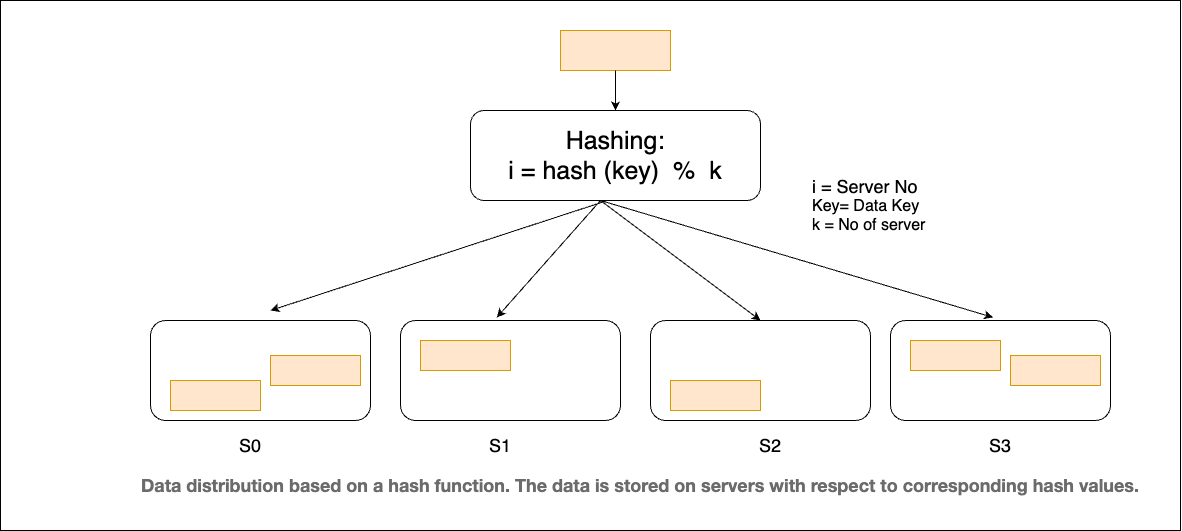 Hashing:
i = hash (key) % k
i = Server No
Key= Data Key
k = No of server
S0
S1
S2
S3
Data distribution based on a hash function. The data is stored on servers with respect to corresponding hash values.